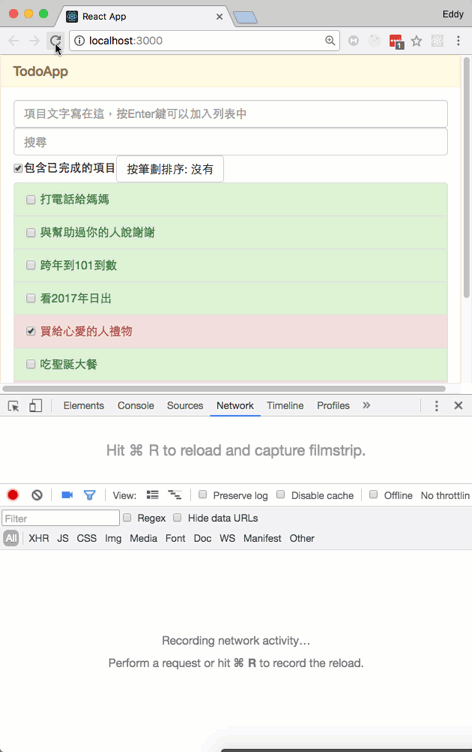 React App
Eddy
localhost:3000
1
TodoApp
項目文字寫在這，按Enter鍵可以加入列表中
搜尋
包含已完成的項目 按筆劃排序: 沒有
打電話給媽媽
與幫助過你的人說謝謝
跨年到101到數
看2017年日出
買給心愛的人禮物
吃聖誕大餐
Elements Console Sources Network Timeline Profiles »
Hit ⌘ R to reload and capture filmstrip.
View: Preserve log Disable cache Offline No throttlin
Filter Regex Hide data URLs
All XHR JS CSS Img Media Font Doc WS Manifest Other
Recording network activity…
Perform a request or hit ⌘ R to record the reload.